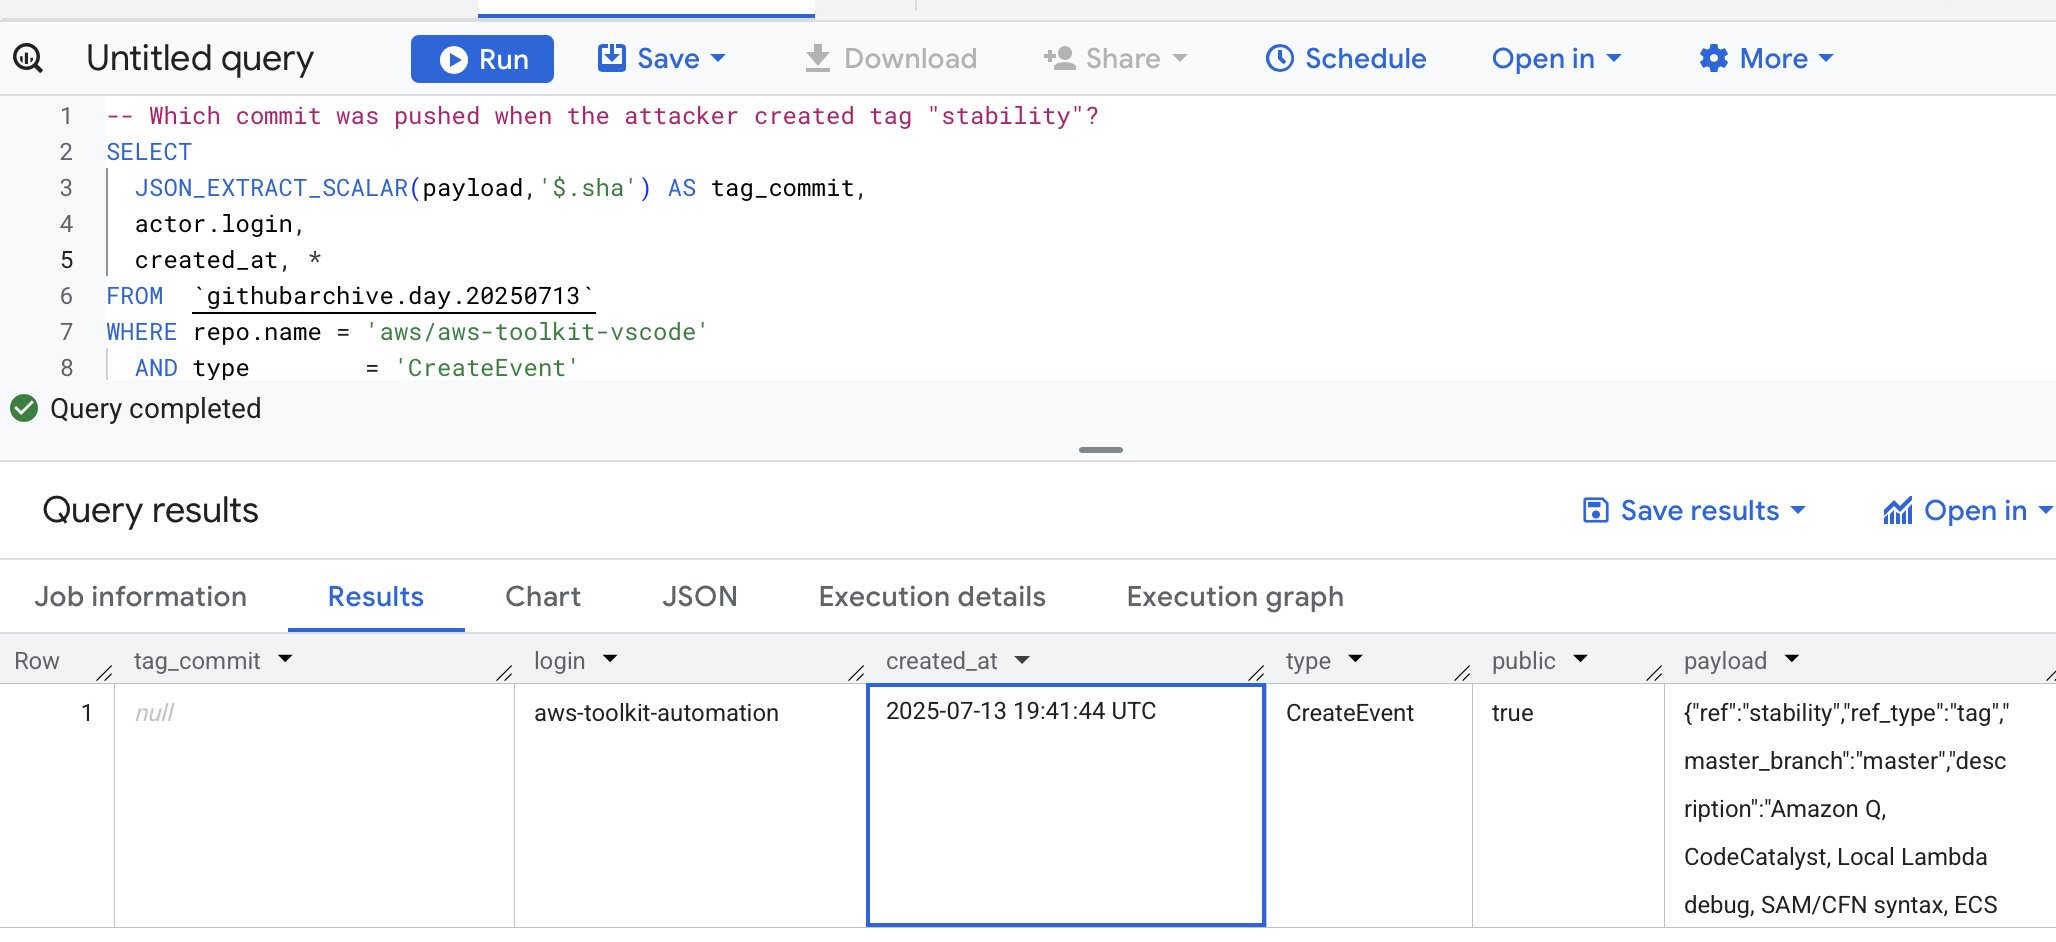 Untitled query Run Save Download Share Schedule Open in More
1 -- Which commit was pushed when the attacker created tag "stability"?
2 SELECT
3 JSON_EXTRACT_SCALAR(payload,'$.sha') AS tag_commit,
4 actor.login,
5 created_at, *
6 FROM `githubarchive.day.20250713`
7 WHERE repo.name = 'aws/aws-toolkit-vscode'
8 AND type = 'CreateEvent'
Query completed
Query results Save results Open in
Job information Results Chart JSON Execution details Execution graph
Row tag_commit login created_at type public payload
1 null aws-toolkit-automation 2025-07-13 19:41:44 UTC CreateEvent true {"ref":"stability","ref_type":"tag","
master_branch":"master","desc
ription":"Amazon Q,
CodeCatalyst, Local Lambda
debug, SAM/CFN syntax, ECS